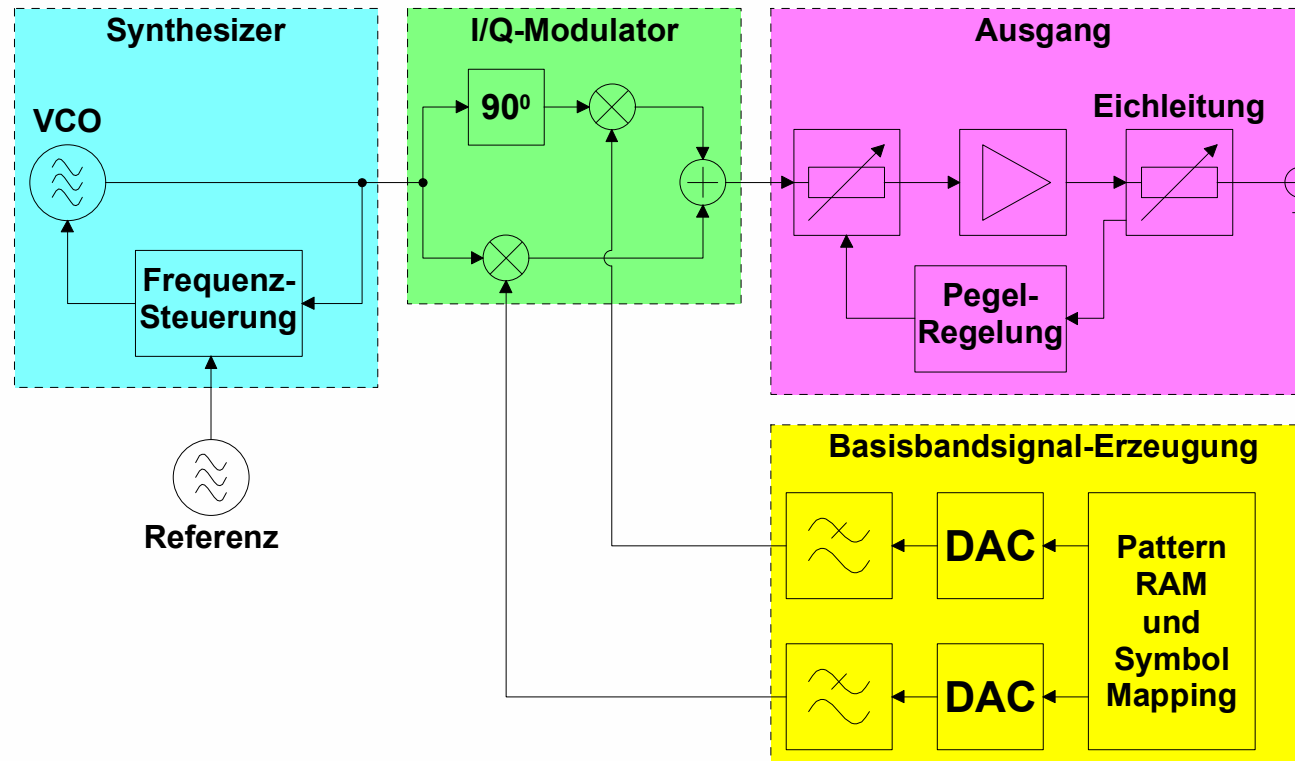 Synthesizer
VCO
Frequenz-
Steuerung
Referenz
I/Q-Modulator
90⁰
Ausgang
Eichleitung
Pegel-
Regelung
Basisbandsignal-Erzeugung
DAC
DAC
Pattern
RAM
und
Symbol
Mapping